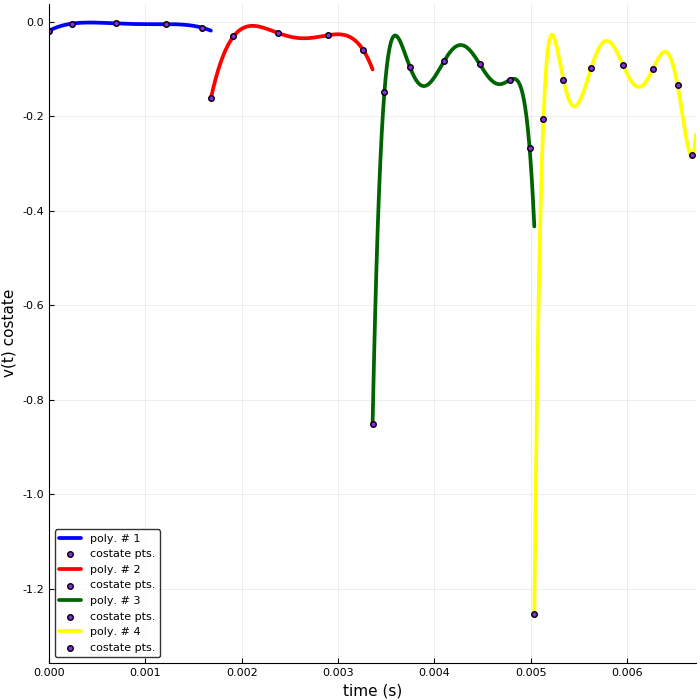 0.0
-0.2
-0.4
-0.6
-0.8
-1.0
-1.2
v(t) costate
poly. # 1
costate pts.
poly. # 2
costate pts.
poly. # 3
costate pts.
poly. # 4
costate pts.
0.000 0.001 0.002 0.003 0.004 0.005 0.006
time (s)